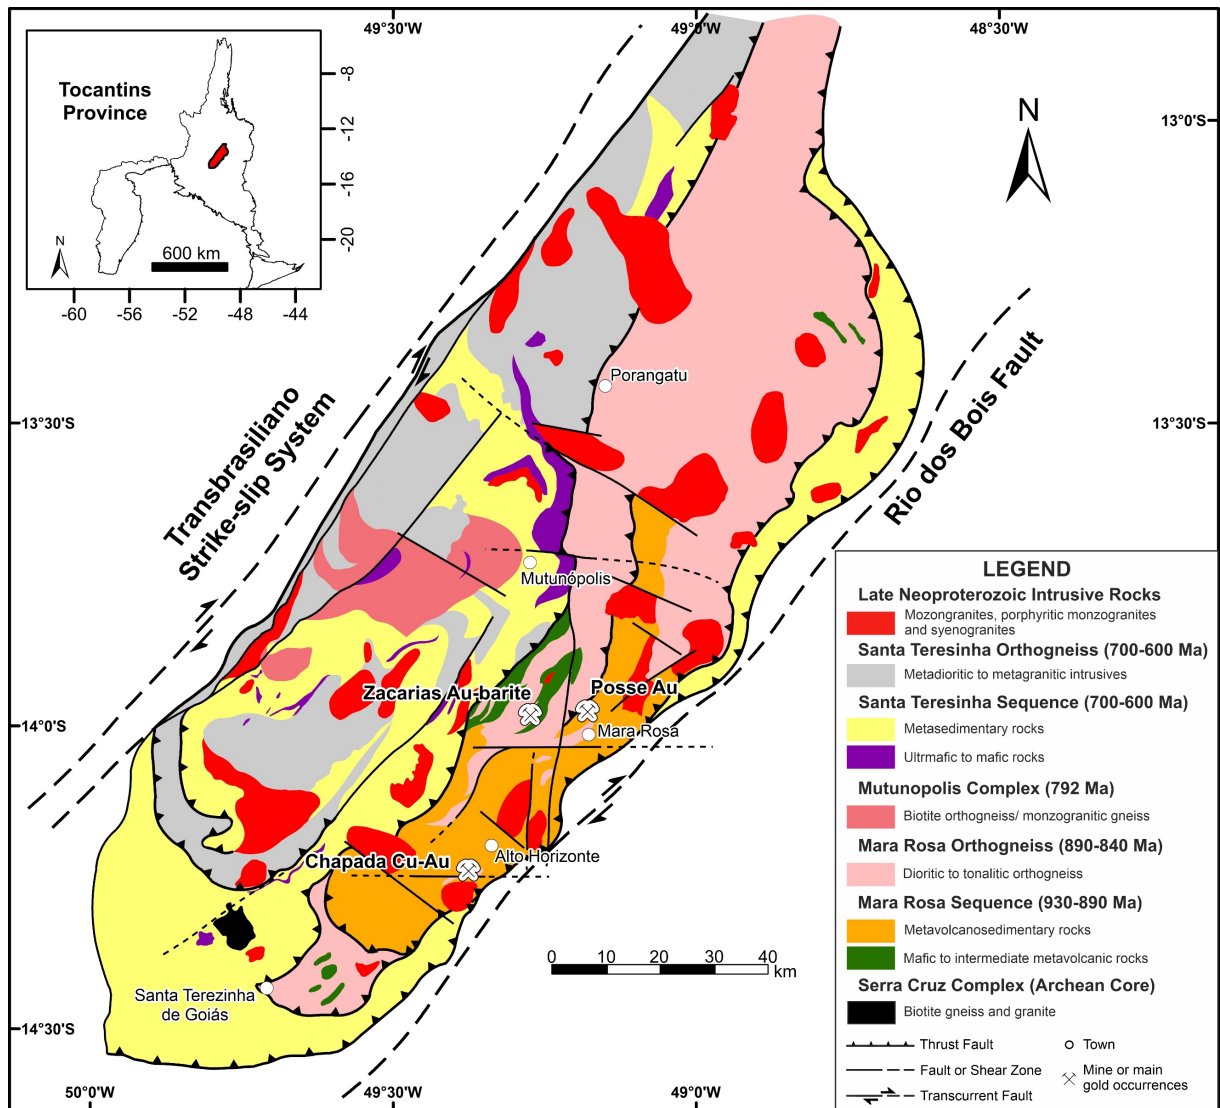 49°30'W
49°0'W
48°30'W
Tocantins
Province
N
600 km
-8
-12
-16
-20
-60
-56
-52
-48
-44
N
13°0'S
13°30'S
13°30'S
14°0'S
14°30'S
Transbrasiliano
Strike-slip System
Rio dos Bois Fault
Porangatu
Mutunópolis
Zacarias Au-barite
Posse Au
Mara Rosa
Chapada Cu-Au
Alto Horizonte
Santa Terezinha
de Goiás
0
10
20
30
40
km
50°0'W
49°30'W
49°0'W
LEGEND
Late Neoproterozoic Intrusive Rocks
Mozongranites, porphyritic monzogranites
and syenogranites
Santa Teresinha Orthogneiss (700-600 Ma)
Metadioritic to metagranitic intrusives
Santa Teresinha Sequence (700-600 Ma)
Metasedimentary rocks
Ultrmafic to mafic rocks
Mutunopolis Complex (792 Ma)
Biotite orthogneiss/ monzogranitic gneiss
Mara Rosa Orthogneiss (890-840 Ma)
Dioritic to tonalitic orthogneiss
Mara Rosa Sequence (930-890 Ma)
Metavolcanosedimentary rocks
Mafic to intermediate metavolcanic rocks
Serra Cruz Complex (Archean Core)
Biotite gneiss and granite
Thrust Fault
Town
Fault or Shear Zone
Mine or main
gold occurrences
Transcurrent Fault